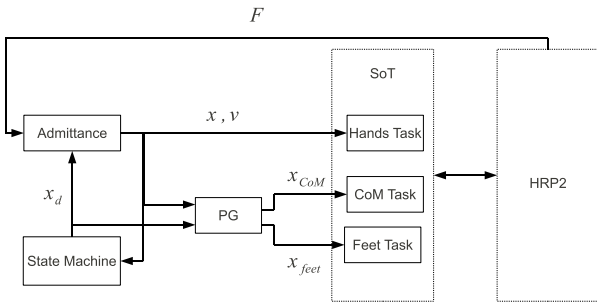 F
SoT
Admittance
x , v
Hands Task
x_d
x_CoM
CoM Task
HRP2
PG
State Machine
x_feet
Feet Task